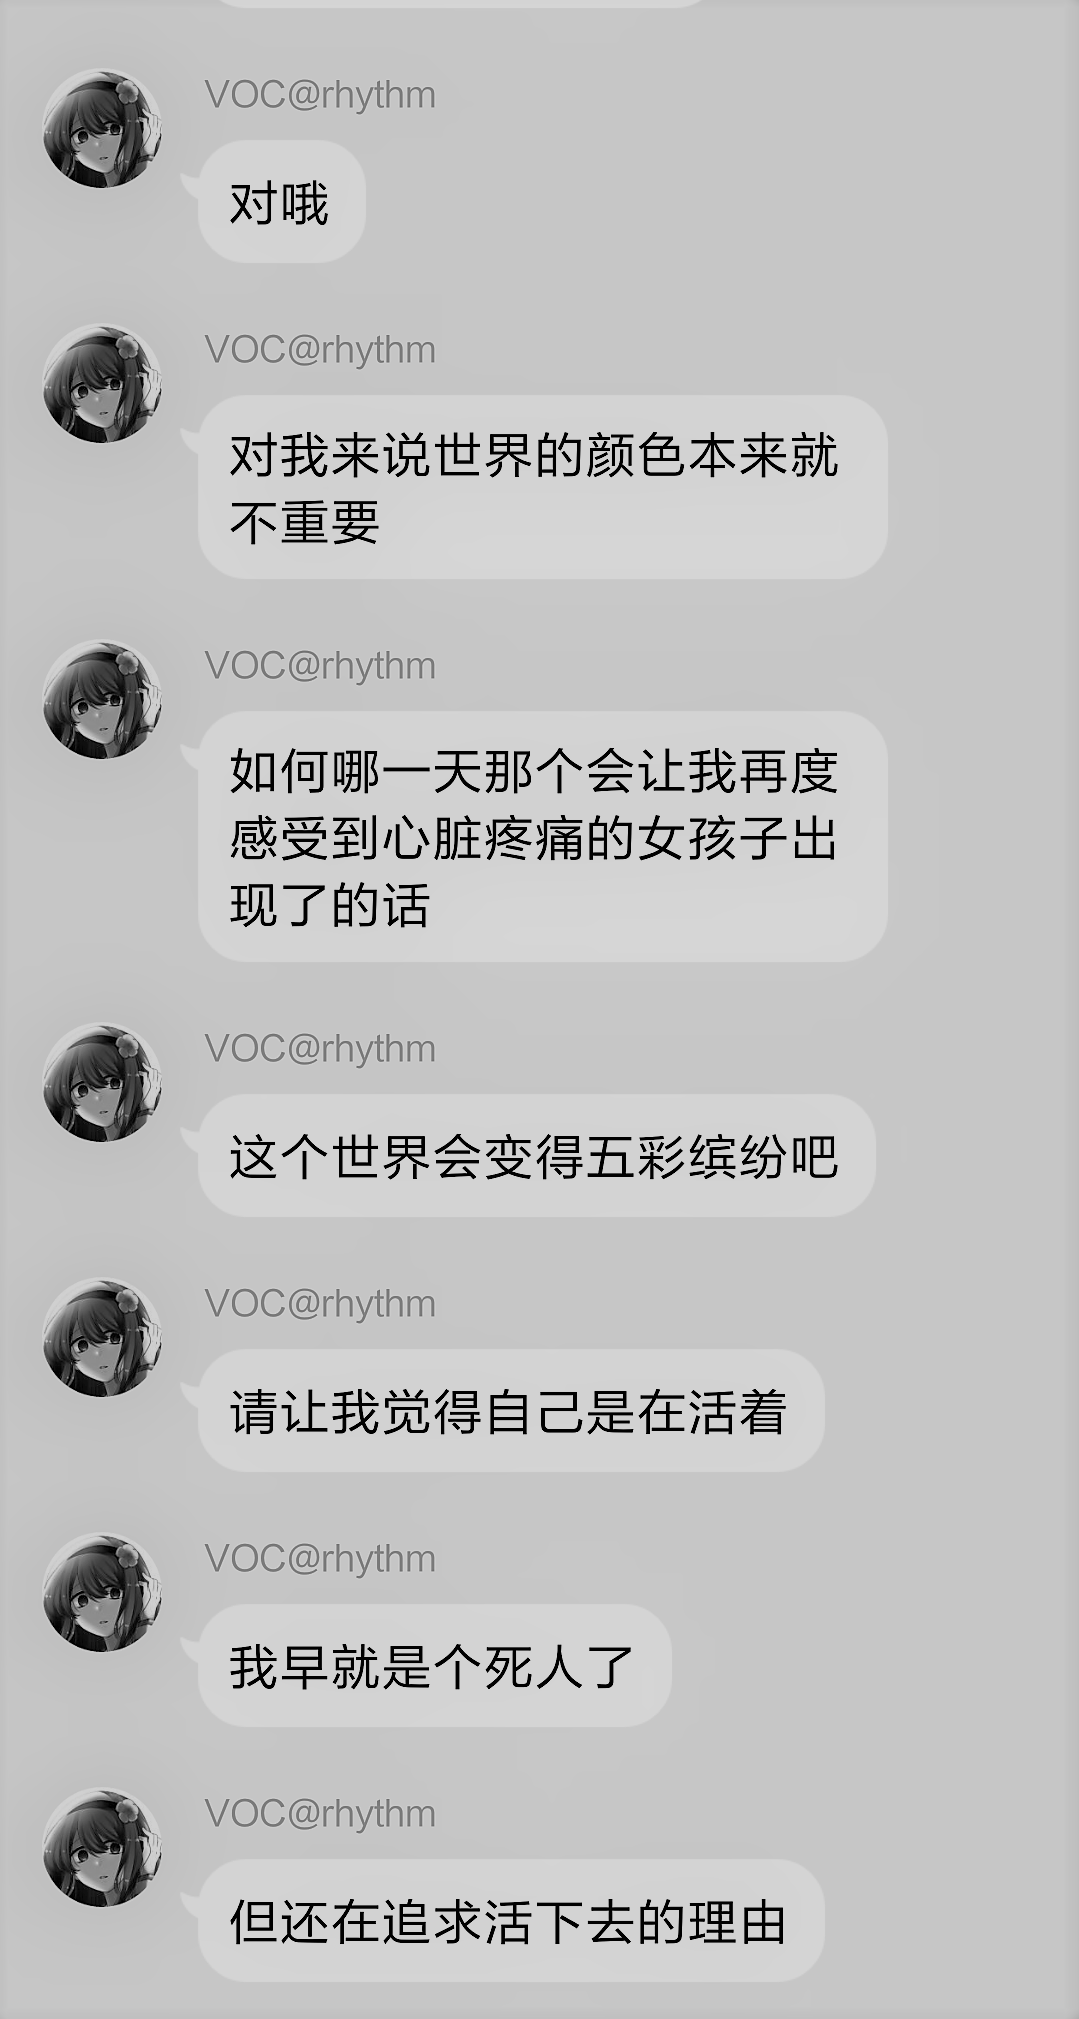 VOC@rhythm
对哦
VOC@rhythm
对我来说世界的颜色本来就
不重要
VOC@rhythm
如何哪一天那个会让我再度
感受到心脏疼痛的女孩子出
现了的话
VOC@rhythm
这个世界会变得五彩缤纷吧
VOC@rhythm
请让我觉得自己是在活着
VOC@rhythm
我早就是个死人了
VOC@rhythm
但还在追求活下去的理由